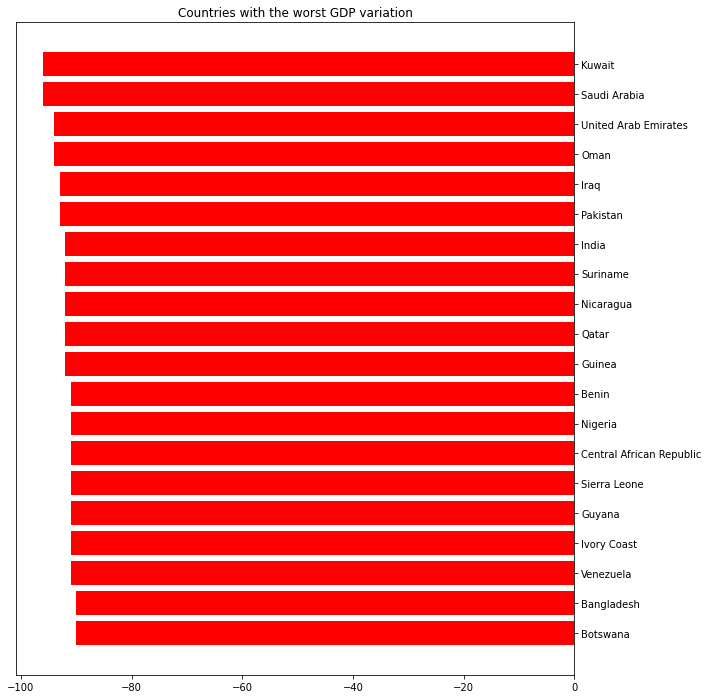 Countries with the worst GDP variation
Kuwait
Saudi Arabia
United Arab Emirates
Oman
Iraq
Pakistan
India
Suriname
Nicaragua
Qatar
Guinea
Benin
Nigeria
Central African Republic
Sierra Leone
Guyana
Ivory Coast
Venezuela
Bangladesh
Botswana
−100 −80 −60 −40 −20 0